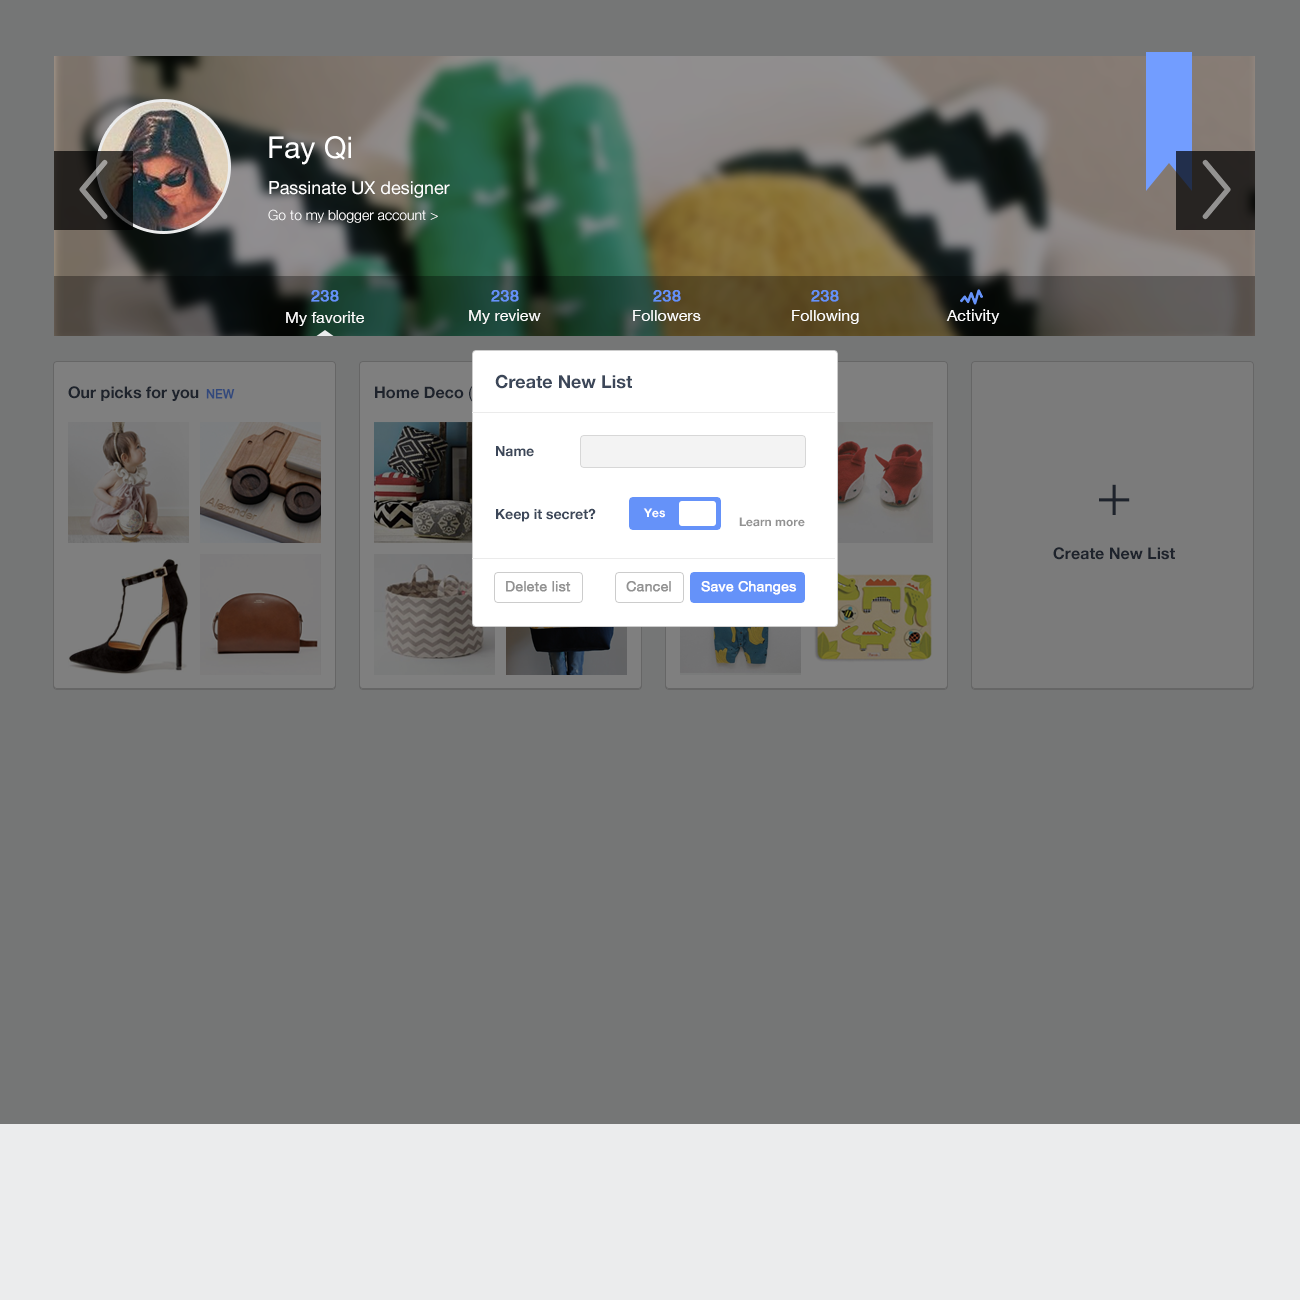 Fay Qi
Passinate UX designer
Go to my blogger account >
238
My favorite
238
My review
238
Followers
238
Following
Activity
Our picks for you NEW
Home Deco (
Create New List
Name
Keep it secret?
Yes
Learn more
Delete list
Cancel
Save Changes
Create New List
Alexander